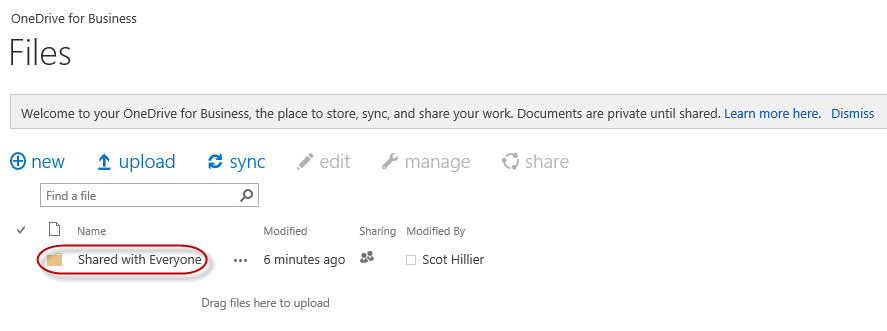 OneDrive for Business
Files
Welcome to your OneDrive for Business, the place to store, sync, and share your work. Documents are private until shared. Learn more here. Dismiss
new upload sync edit manage share
Find a file
Name Modified Sharing Modified By
Shared with Everyone ... 6 minutes ago Scot Hillier
Drag files here to upload